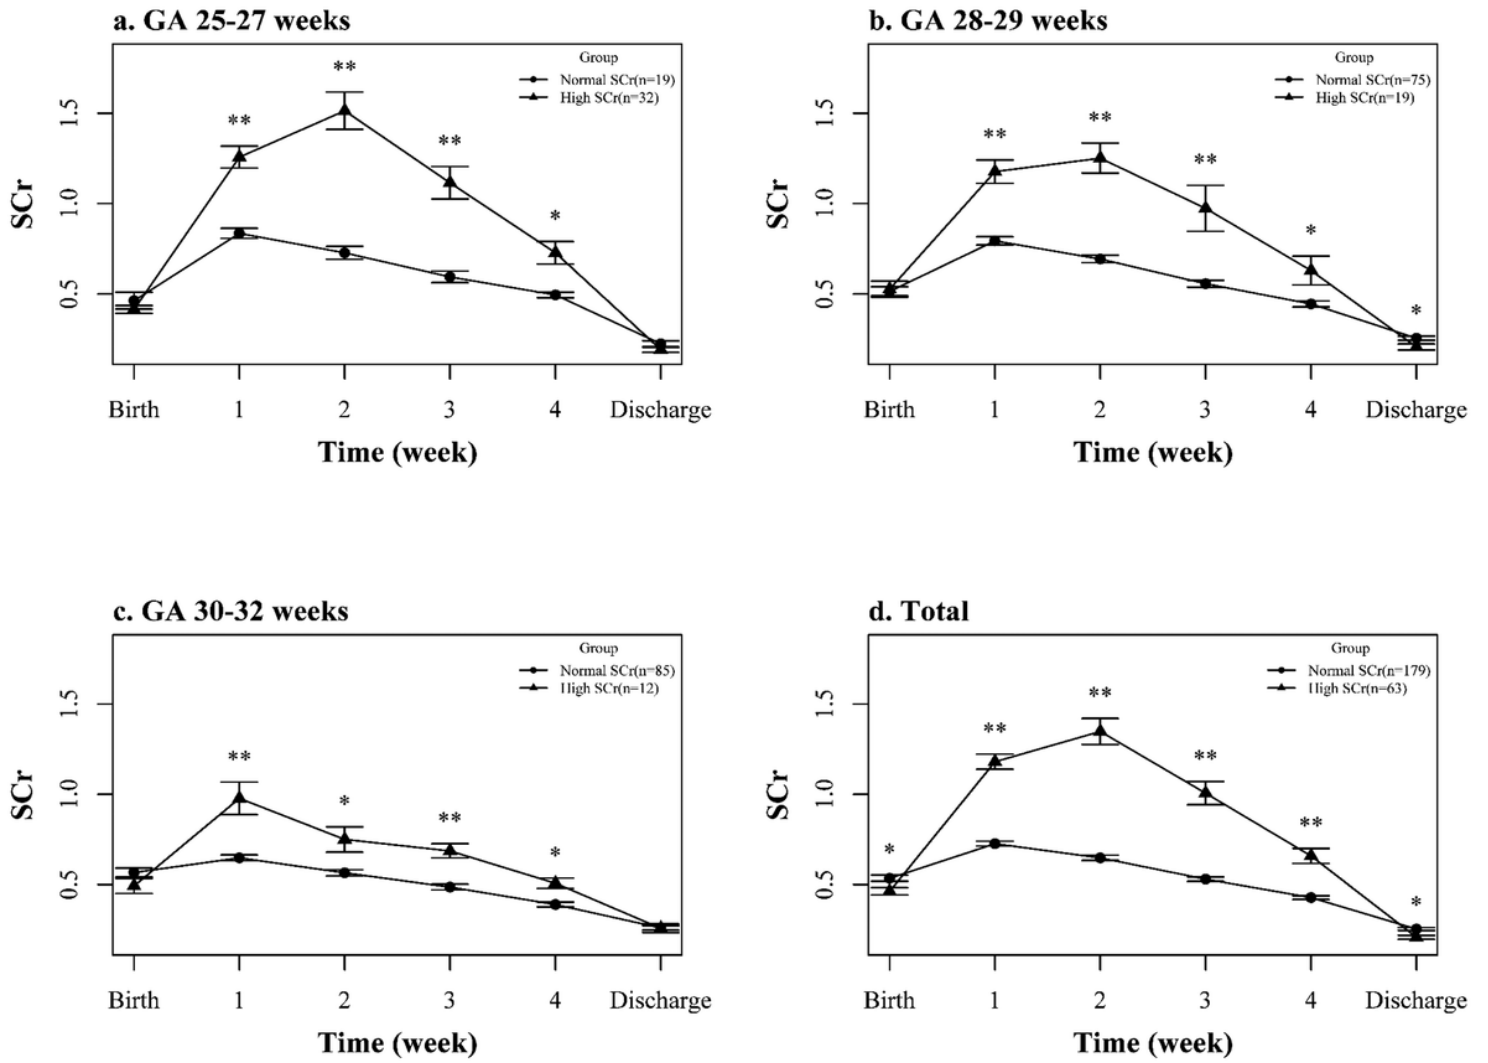 a. GA 25-27 weeks
Group
Normal SCr(n=19)
High SCr(n=32)
**
**
**
*
SCr
1.5
1.0
0.5
Birth 1 2 3 4 Discharge
Time (week)
b. GA 28-29 weeks
Group
Normal SCr(n=75)
High SCr(n=19)
**
**
**
*
*
SCr
1.5
1.0
0.5
Birth 1 2 3 4 Discharge
Time (week)
c. GA 30-32 weeks
Group
Normal SCr(n=85)
High SCr(n=12)
**
*
**
*
SCr
1.5
1.0
0.5
Birth 1 2 3 4 Discharge
Time (week)
d. Total
Group
Normal SCr(n=179)
High SCr(n=63)
*
**
**
**
**
*
SCr
1.5
1.0
0.5
Birth 1 2 3 4 Discharge
Time (week)